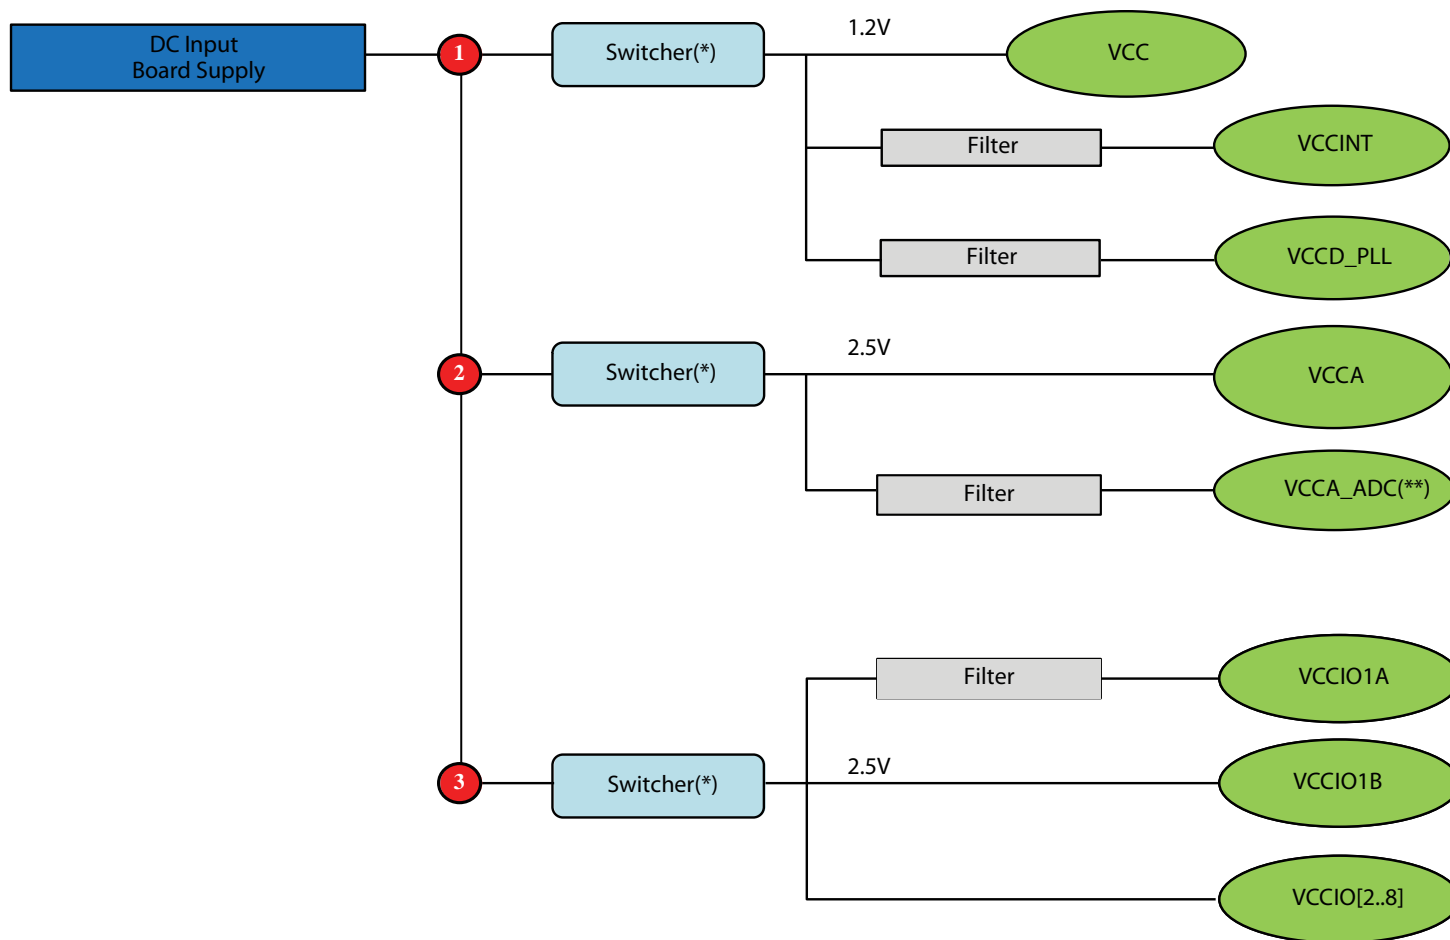 DC Input
Board Supply
1
Switcher(*)
1.2V
VCC
Filter
VCCINT
Filter
VCCD_PLL
2
Switcher(*)
2.5V
VCCA
Filter
VCCA_ADC(**)
Filter
VCCIO1A
3
Switcher(*)
2.5V
VCCIO1B
VCCIO[2..8]